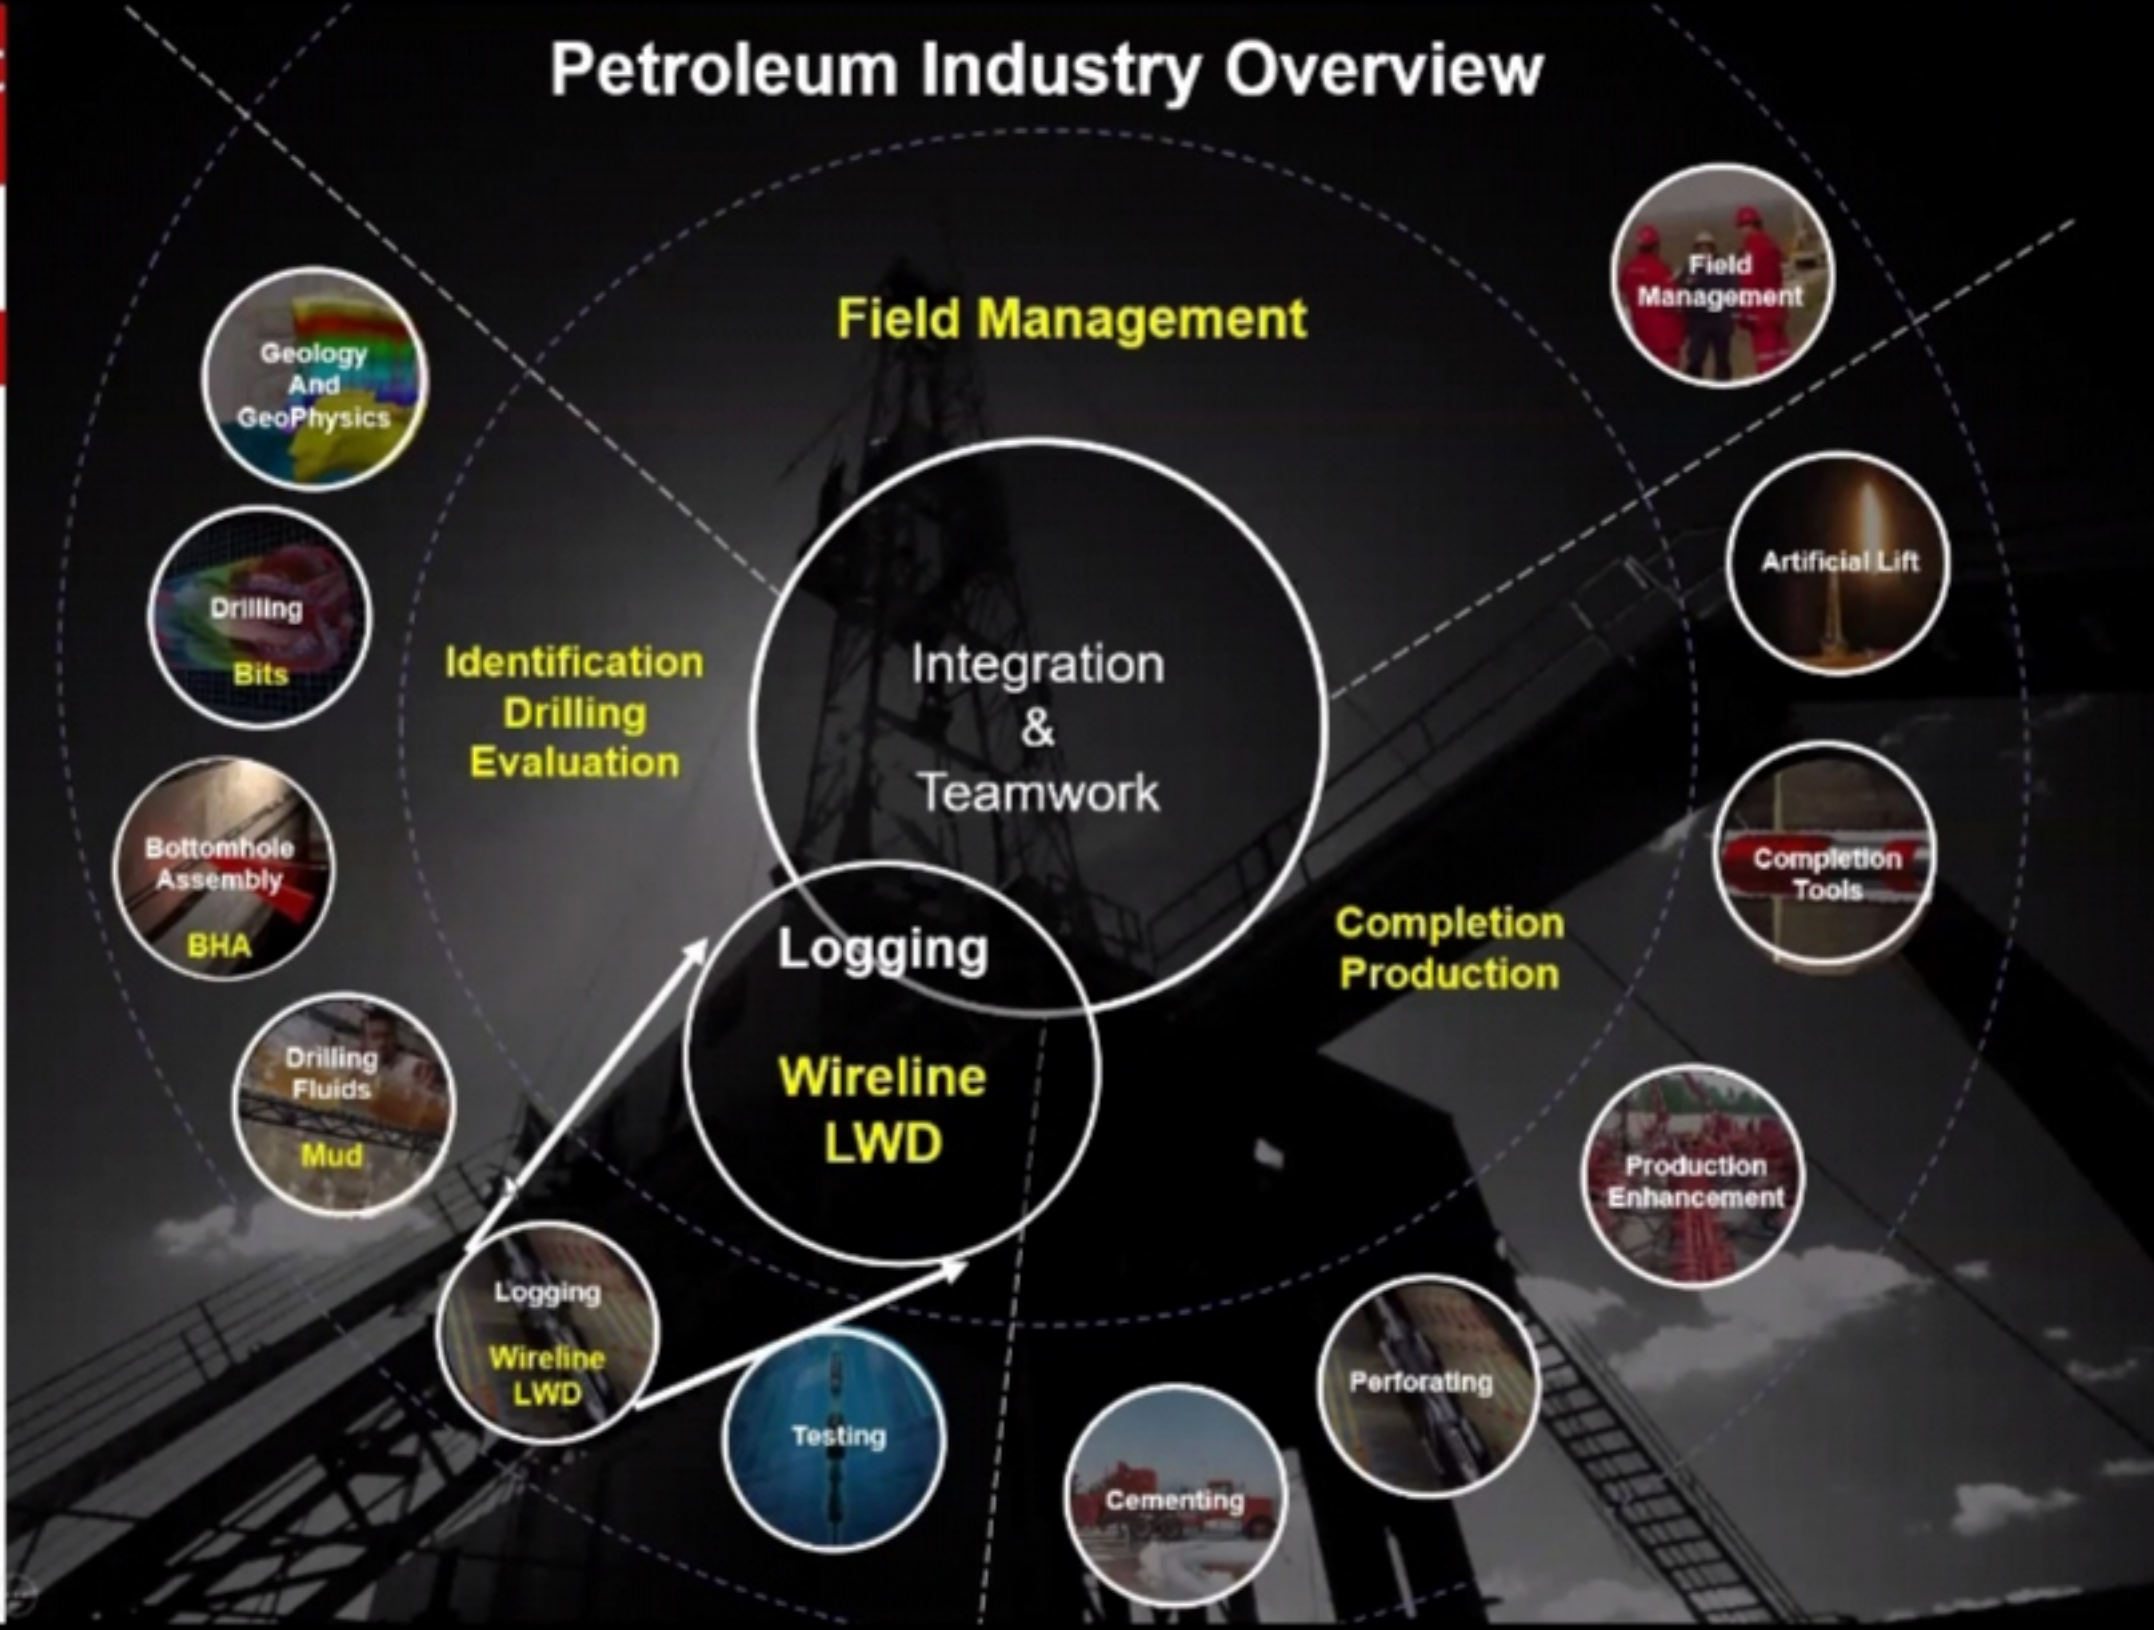 Petroleum Industry Overview
Field Management
Field
Management
Geology
And
GeoPhysics
Artificial Lift
Drilling
Bits
Identification
Drilling
Evaluation
Integration
&
Teamwork
Bottomhole
Assembly
BHA
Completion
Tools
Logging
Wireline
LWD
Completion
Production
Drilling
Fluids
Mud
Production
Enhancement
Logging
Wireline
LWD
Testing
Perforating
Cementing